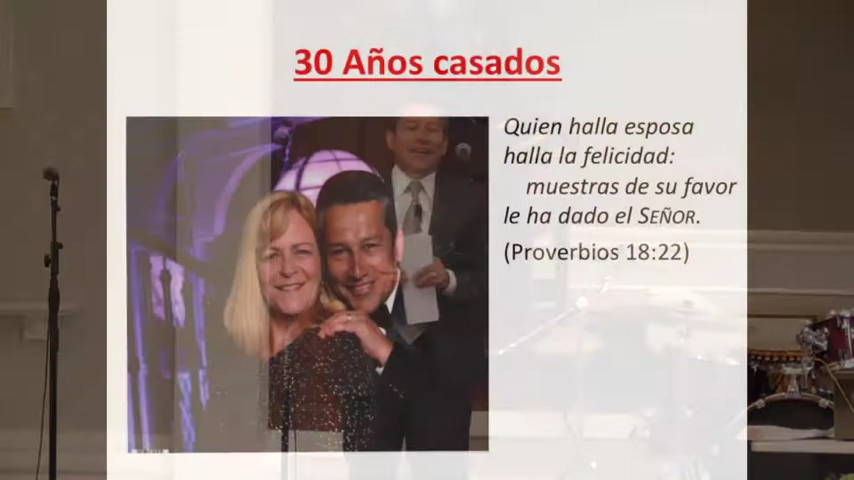 30 Años casados
Quien halla esposa
halla la felicidad:
muestras de su favor
le ha dado el SEÑOR.
(Proverbios 18:22)